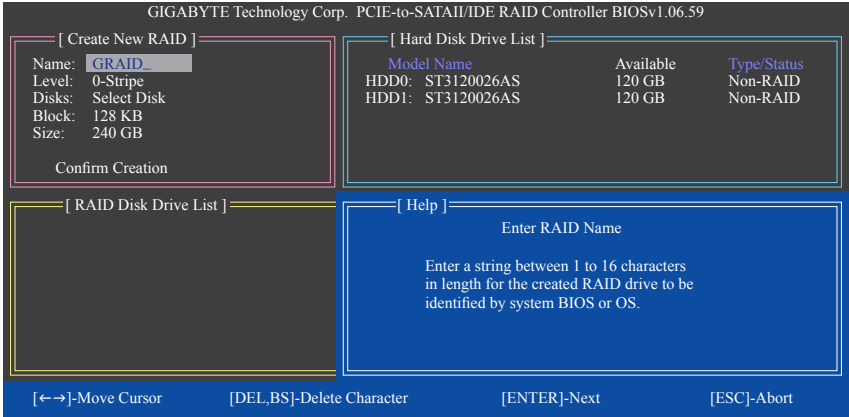 GIGABYTE Technology Corp. PCIE-to-SATAII/IDE RAID Controller BIOSv1.06.59
[ Create New RAID ]
Name: GRAID_
Level: 0-Stripe
Disks: Select Disk
Block: 128 KB
Size: 240 GB
Confirm Creation
[ Hard Disk Drive List ]
Model Name Available Type/Status
HDD0: ST3120026AS 120 GB Non-RAID
HDD1: ST3120026AS 120 GB Non-RAID
[ RAID Disk Drive List ]
[ Help ]
Enter RAID Name
Enter a string between 1 to 16 characters
in length for the created RAID drive to be
identified by system BIOS or OS.
[←→]-Move Cursor [DEL,BS]-Delete Character [ENTER]-Next [ESC]-Abort